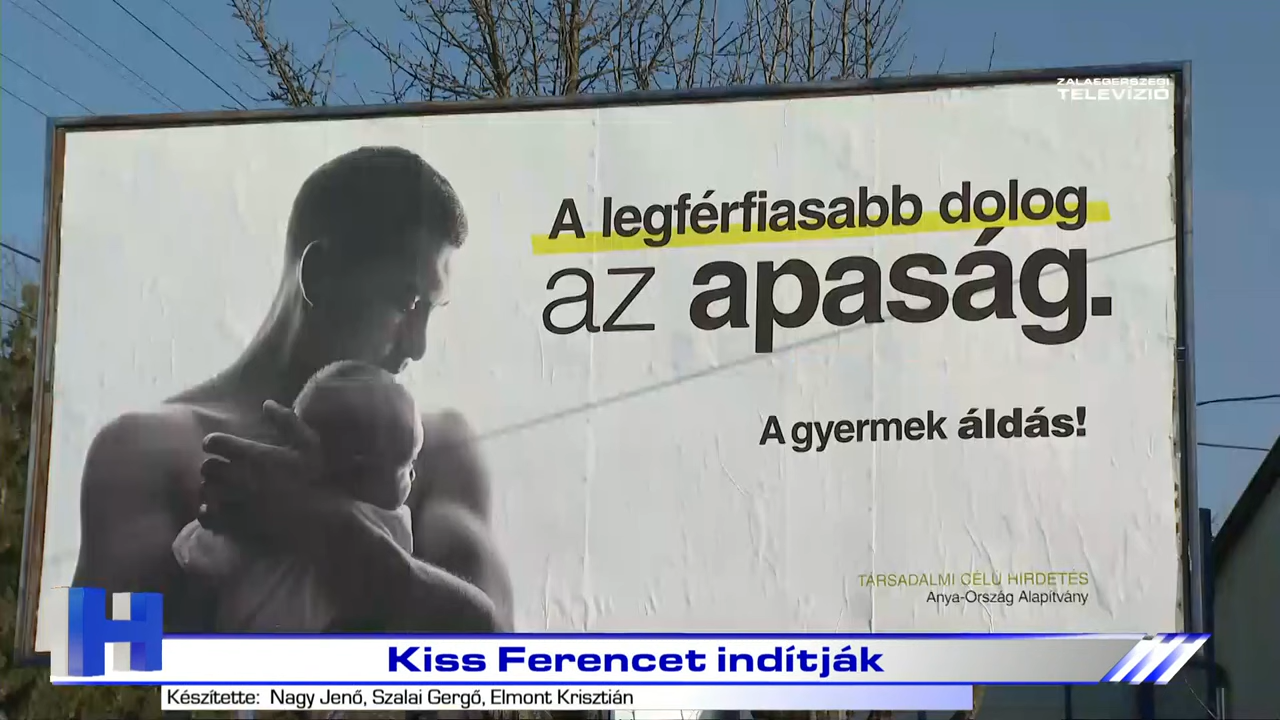 ZALAEGERSZEGI
TELEVÍZIÓ
A legférfiasabb dolog
az apaság.
A gyermek áldás!
TÁRSADALMI CÉLÚ HIRDETÉS
Anya-Ország Alapítvány
H
Kiss Ferencet indítják
Készítette: Nagy Jenő, Szalai Gergő, Elmont Krisztián